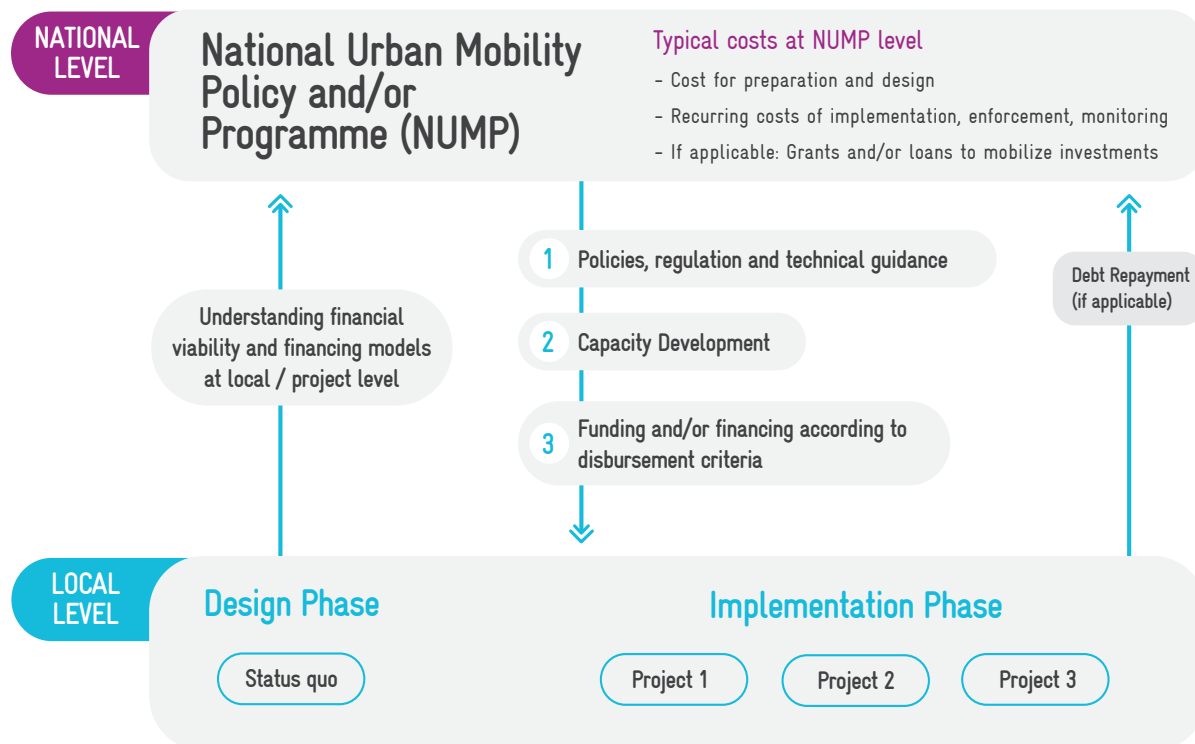 NATIONAL
LEVEL
National Urban Mobility
Policy and/or
Programme (NUMP)
Typical costs at NUMP level
- Cost for preparation and design
- Recurring costs of implementation, enforcement, monitoring
- If applicable: Grants and/or loans to mobilize investments
1 Policies, regulation and technical guidance
Understanding financial
viability and financing models
at local / project level
2 Capacity Development
3 Funding and/or financing according to
disbursement criteria
Debt Repayment
(if applicable)
LOCAL
LEVEL
Design Phase
Status quo
Implementation Phase
Project 1
Project 2
Project 3